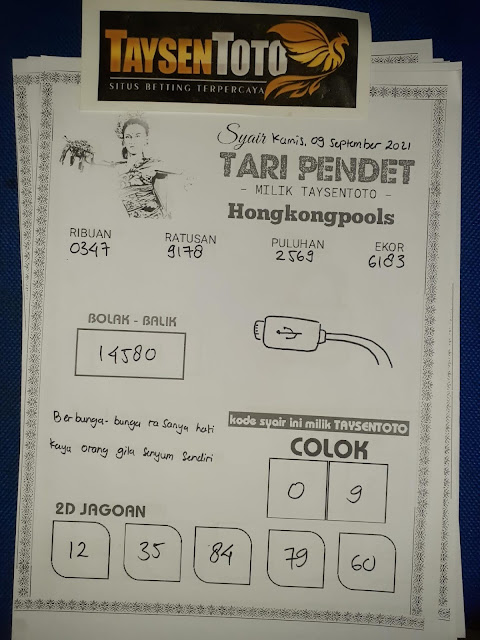 TAYSENTOTO
SITUS BETTING TERPERCAYA
Syair Kamis, 09 September 2021
TARI PENDET
- MILIK TAYSENTOTO -
Hongkongpools
RIBUAN RATUSAN PULUHAN EKOR
0347 9178 2569 6183
BOLAK - BALIK
14580
Berbunga-bunga rasanya hati
kaya orang gila senyum sendiri
kode syair ini milik TAYSENTOTO
COLOK
0 9
2D JAGOAN
12 35 84 79 60